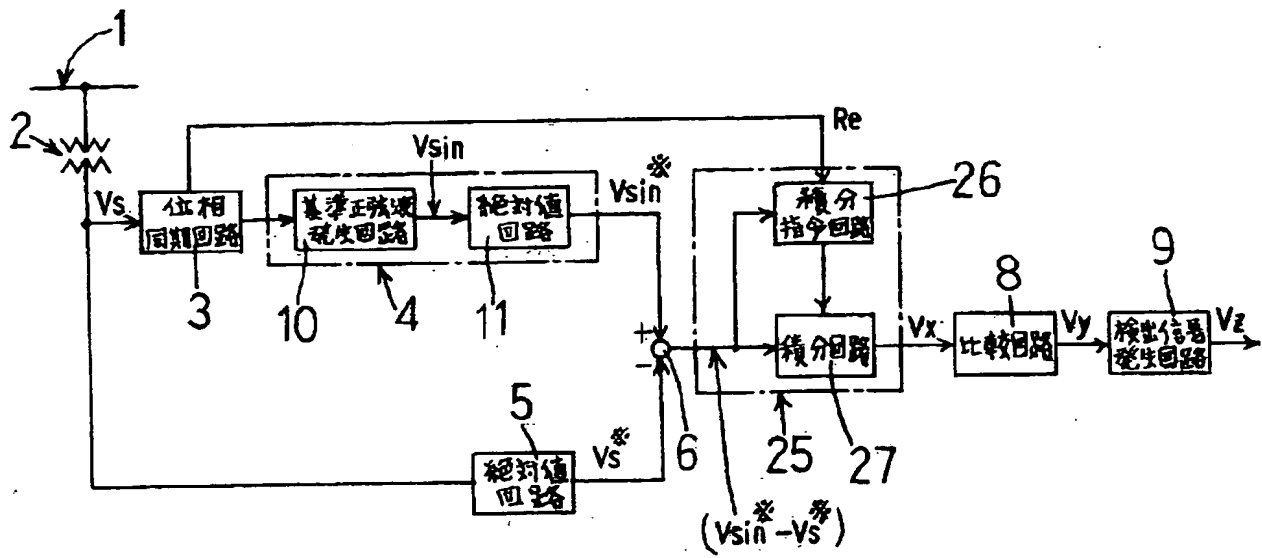 1
2
Vs
位相
同期回路
3
Vsin
基準正弦波
発生回路
10
絶対値
回路
11
4
Vsin※
Re
積分
指令回路
26
+
-
6
積分回路
27
25
Vx
8
比較回路
Vy
9
検出信号
発生回路
Vz
5
絶対値
回路
Vs※
(Vsin※-Vs※)